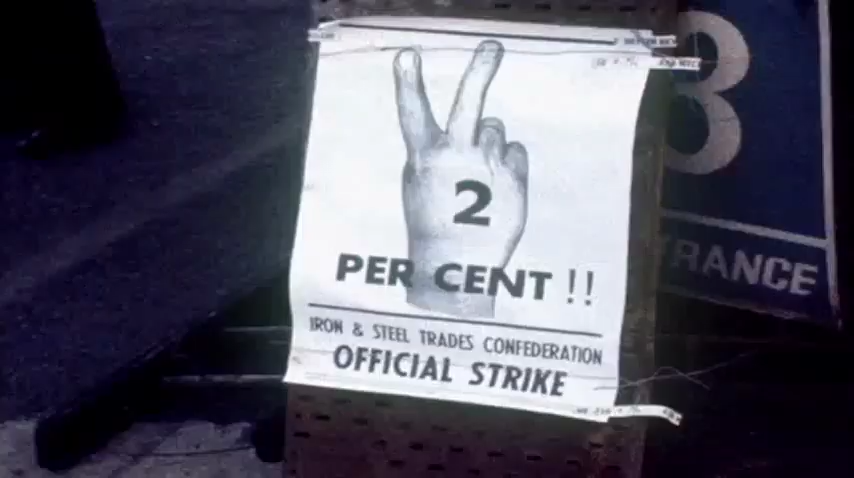 2
PER CENT !!
IRON & STEEL TRADES CONFEDERATION
OFFICIAL STRIKE
3
RANCE